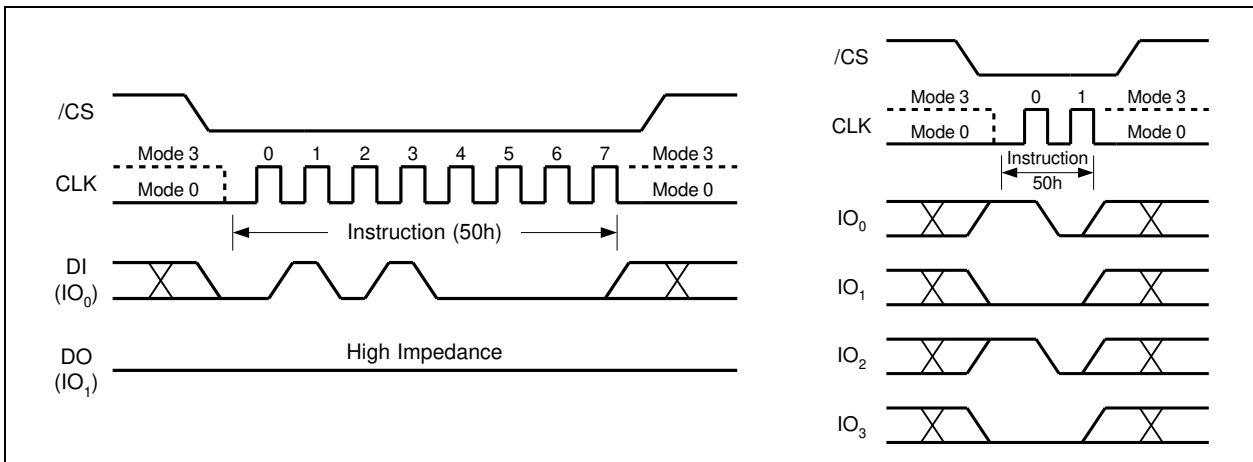 /CS
Mode 3
0 1 2 3 4 5 6 7
Mode 3
CLK
Mode 0
Mode 0
Instruction (50h)
DI
(IO0)
High Impedance
DO
(IO1)
/CS
Mode 3
0 1
Mode 3
CLK
Mode 0
Mode 0
Instruction
50h
IO0
IO1
IO2
IO3